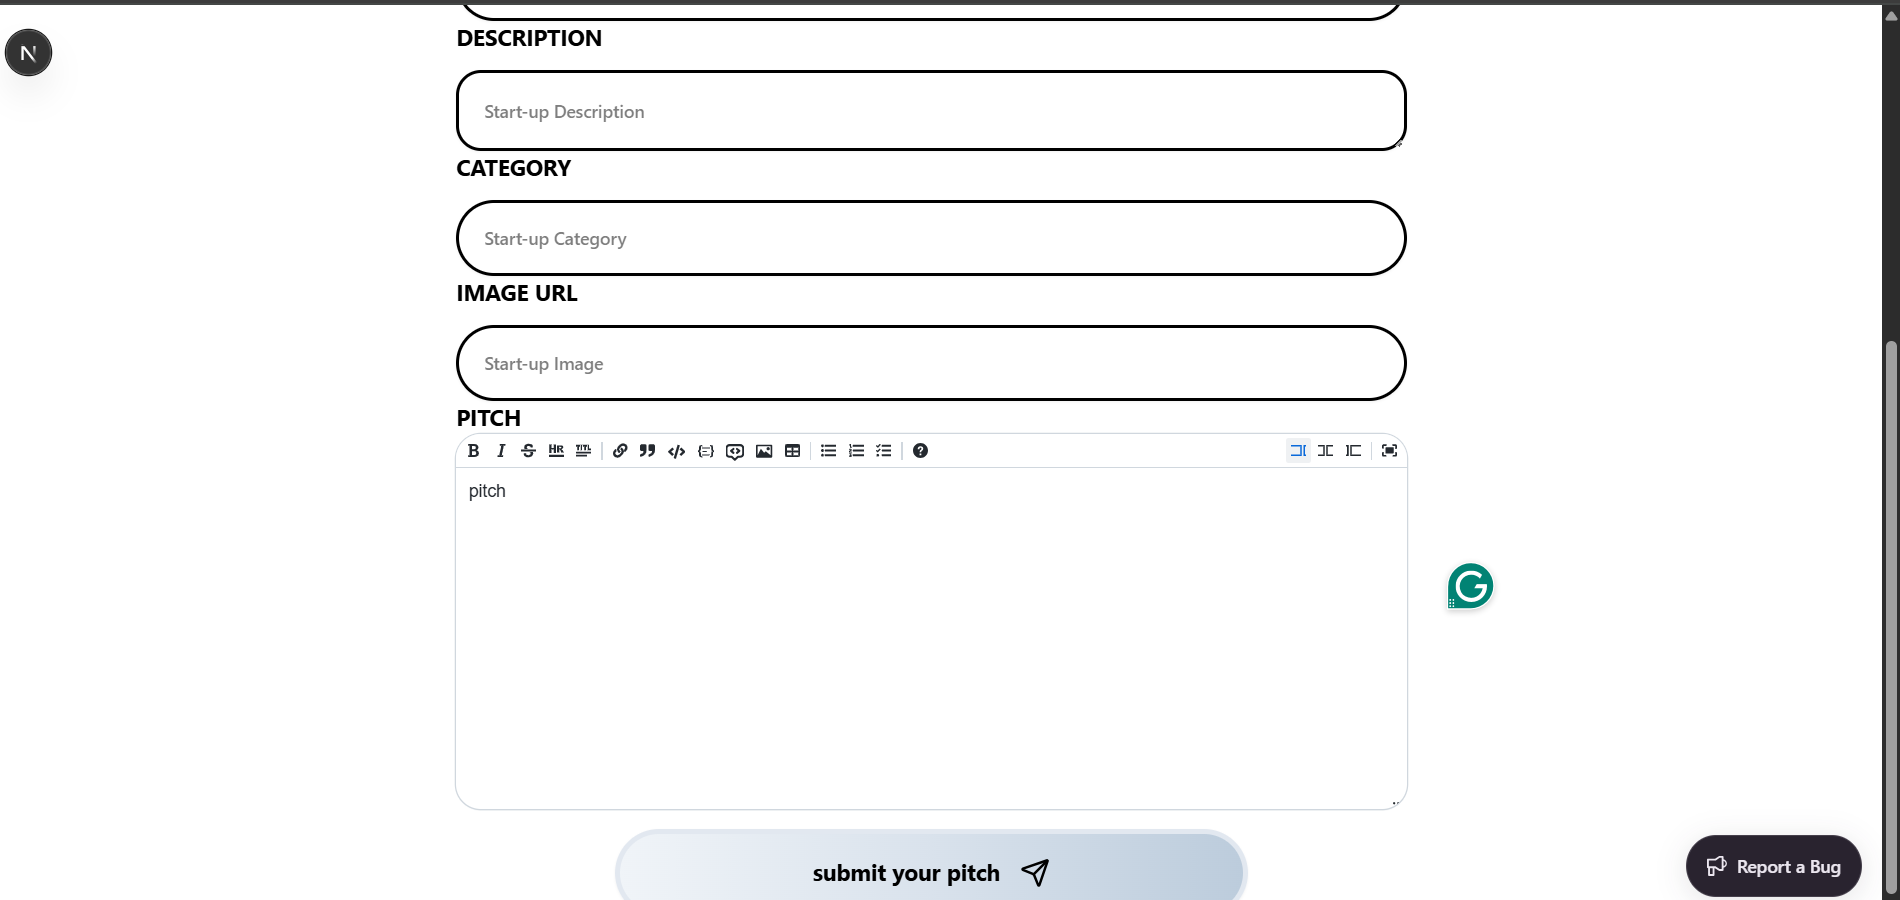 N
DESCRIPTION
Start-up Description
CATEGORY
Start-up Category
IMAGE URL
Start-up Image
PITCH
B I S HR TITL
pitch
G
submit your pitch
Report a Bug